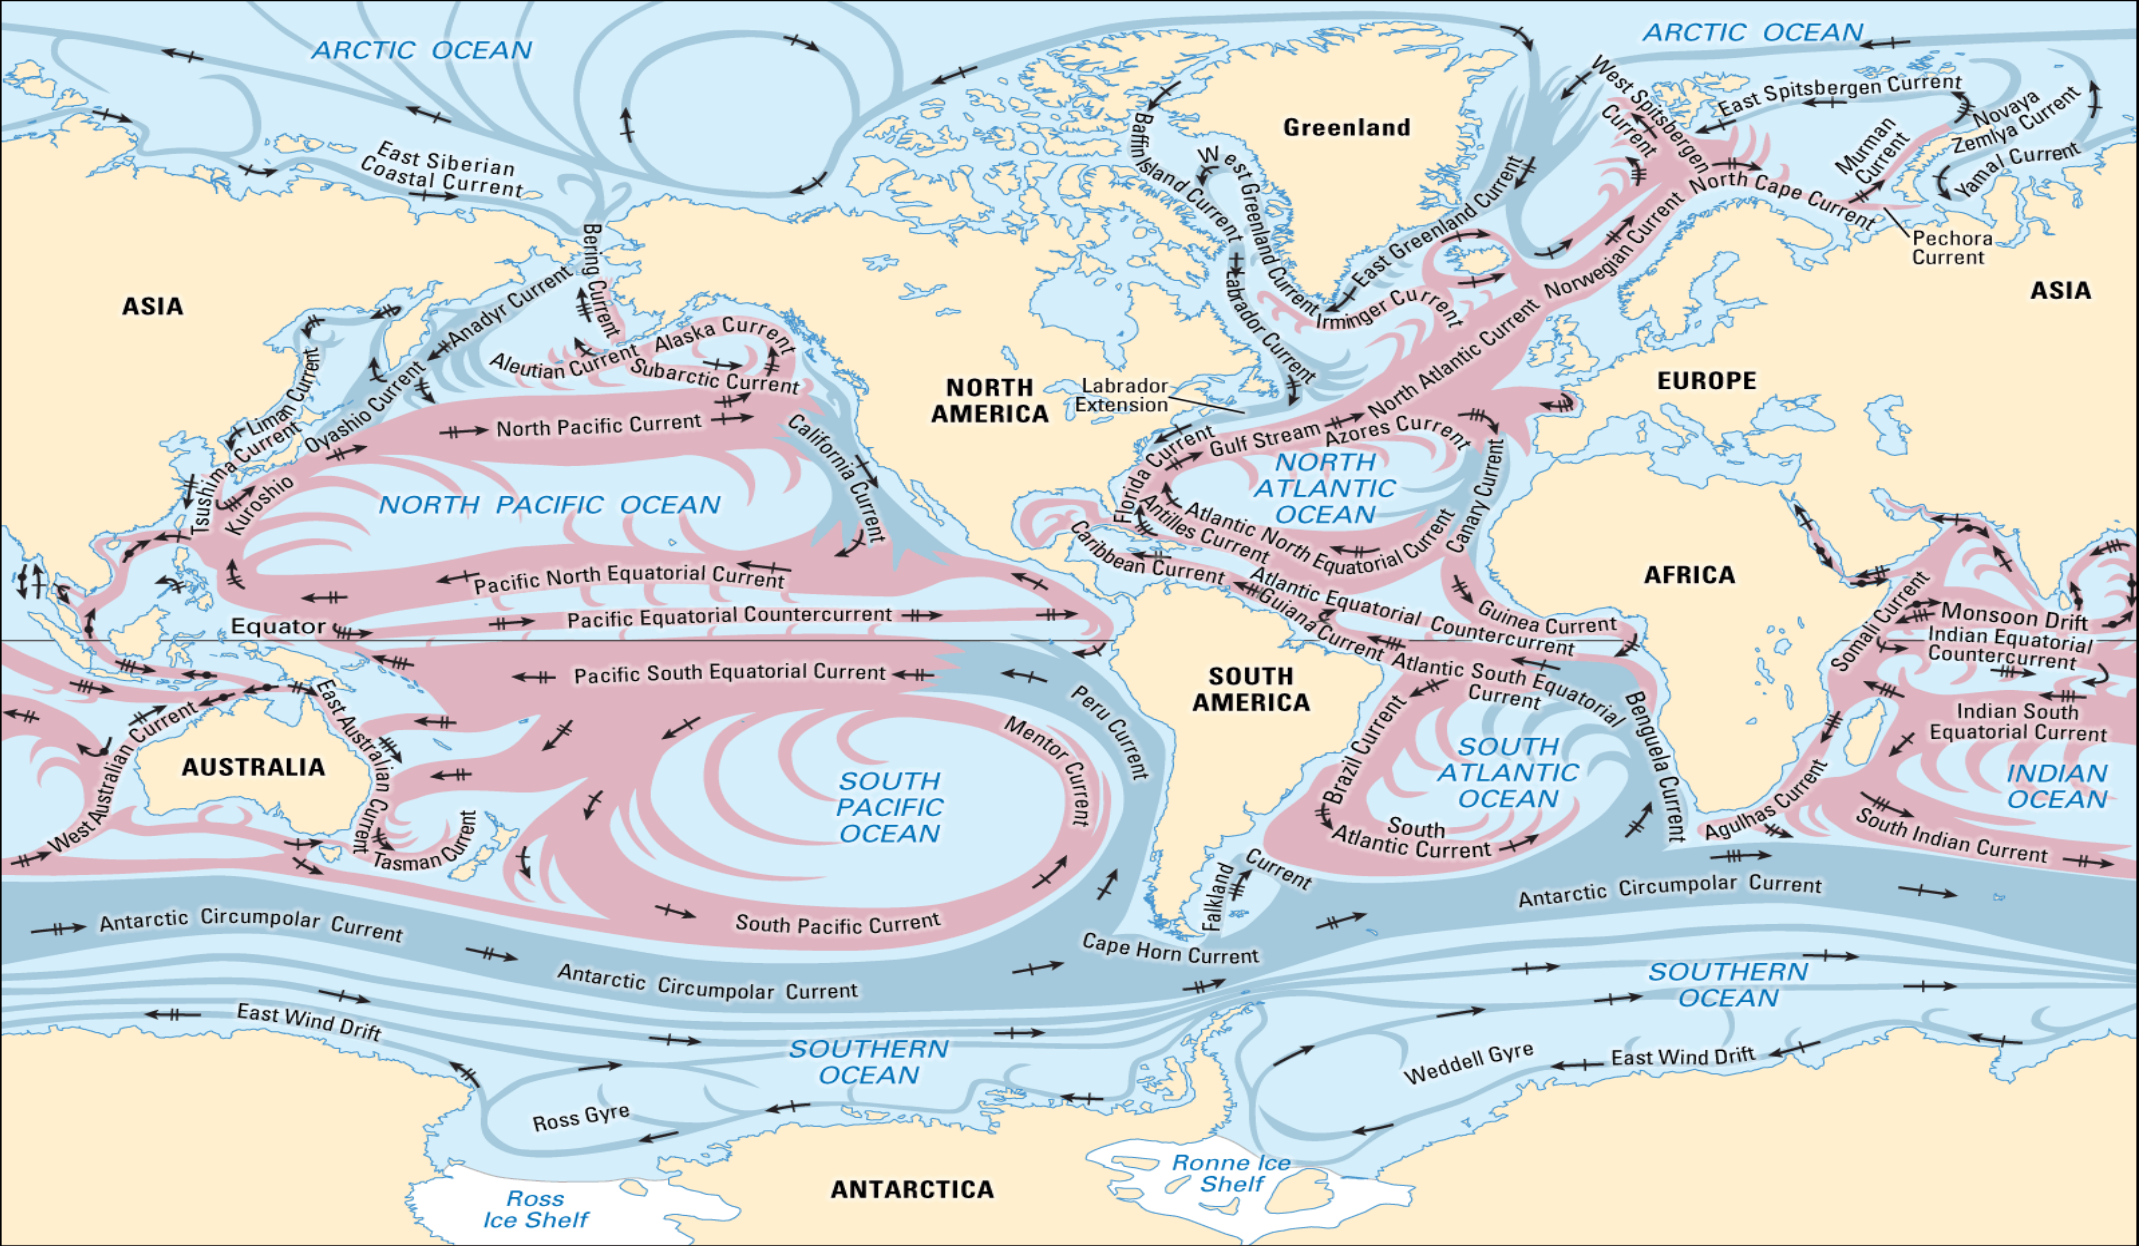 ARCTIC OCEAN
ARCTIC OCEAN
East Siberian
Coastal Current
Baffin Island Current
West Greenland Current
Greenland
East Greenland Current
West Spitsbergen
Current
East Spitsbergen Current
Novaya
Zemlya Current
Murman
Current
Yamal Current
North Cape Current
Pechora
Current
Norwegian Current
Bering Current
Anadyr Current
ASIA
ASIA
Irminger Current
Labrador Current
Alaska Current
Aleutian Current
Subarctic Current
North Atlantic Current
NORTH
AMERICA
Labrador
Extension
EUROPE
Liman Current
Oyashio Current
North Pacific Current
California Current
Gulf Stream
Azores Current
Florida Current
Tsushima Current
Kuroshio
NORTH PACIFIC OCEAN
NORTH
ATLANTIC
OCEAN
Canary Current
Antilles Current
Atlantic North Equatorial Current
Caribbean Current
AFRICA
Pacific North Equatorial Current
Atlantic Equatorial Countercurrent
Guiana Current
Guinea Current
Pacific Equatorial Countercurrent
Equator
Somali Current
Monsoon Drift
Indian Equatorial
Countercurrent
Pacific South Equatorial Current
SOUTH
AMERICA
Atlantic South Equatorial
Current
Peru Current
Mentor Current
Brazil Current
Benguela Current
Indian South
Equatorial Current
East Australian Current
West Australian Current
AUSTRALIA
SOUTH
PACIFIC
OCEAN
SOUTH
ATLANTIC
OCEAN
INDIAN
OCEAN
Agulhas Current
South Indian Current
Tasman Current
South
Atlantic Current
Falkland Current
Antarctic Circumpolar Current
South Pacific Current
Antarctic Circumpolar Current
Cape Horn Current
Antarctic Circumpolar Current
SOUTHERN
OCEAN
East Wind Drift
SOUTHERN
OCEAN
Weddell Gyre
East Wind Drift
Ross Gyre
ANTARCTICA
Ross
Ice Shelf
Ronne Ice
Shelf